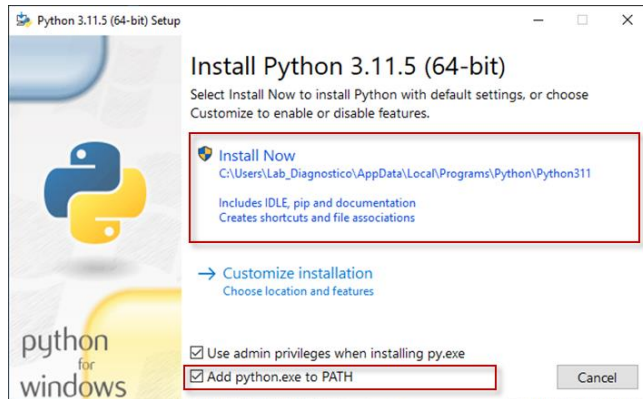 Python 3.11.5 (64-bit) Setup
Install Python 3.11.5 (64-bit)
Select Install Now to install Python with default settings, or choose
Customize to enable or disable features.
Install Now
C:\Users\Lab_Diagnostico\AppData\Local\Programs\Python\Python311
Includes IDLE, pip and documentation
Creates shortcuts and file associations
Customize installation
Choose location and features
python
for
windows
Use admin privileges when installing py.exe
Add python.exe to PATH
Cancel